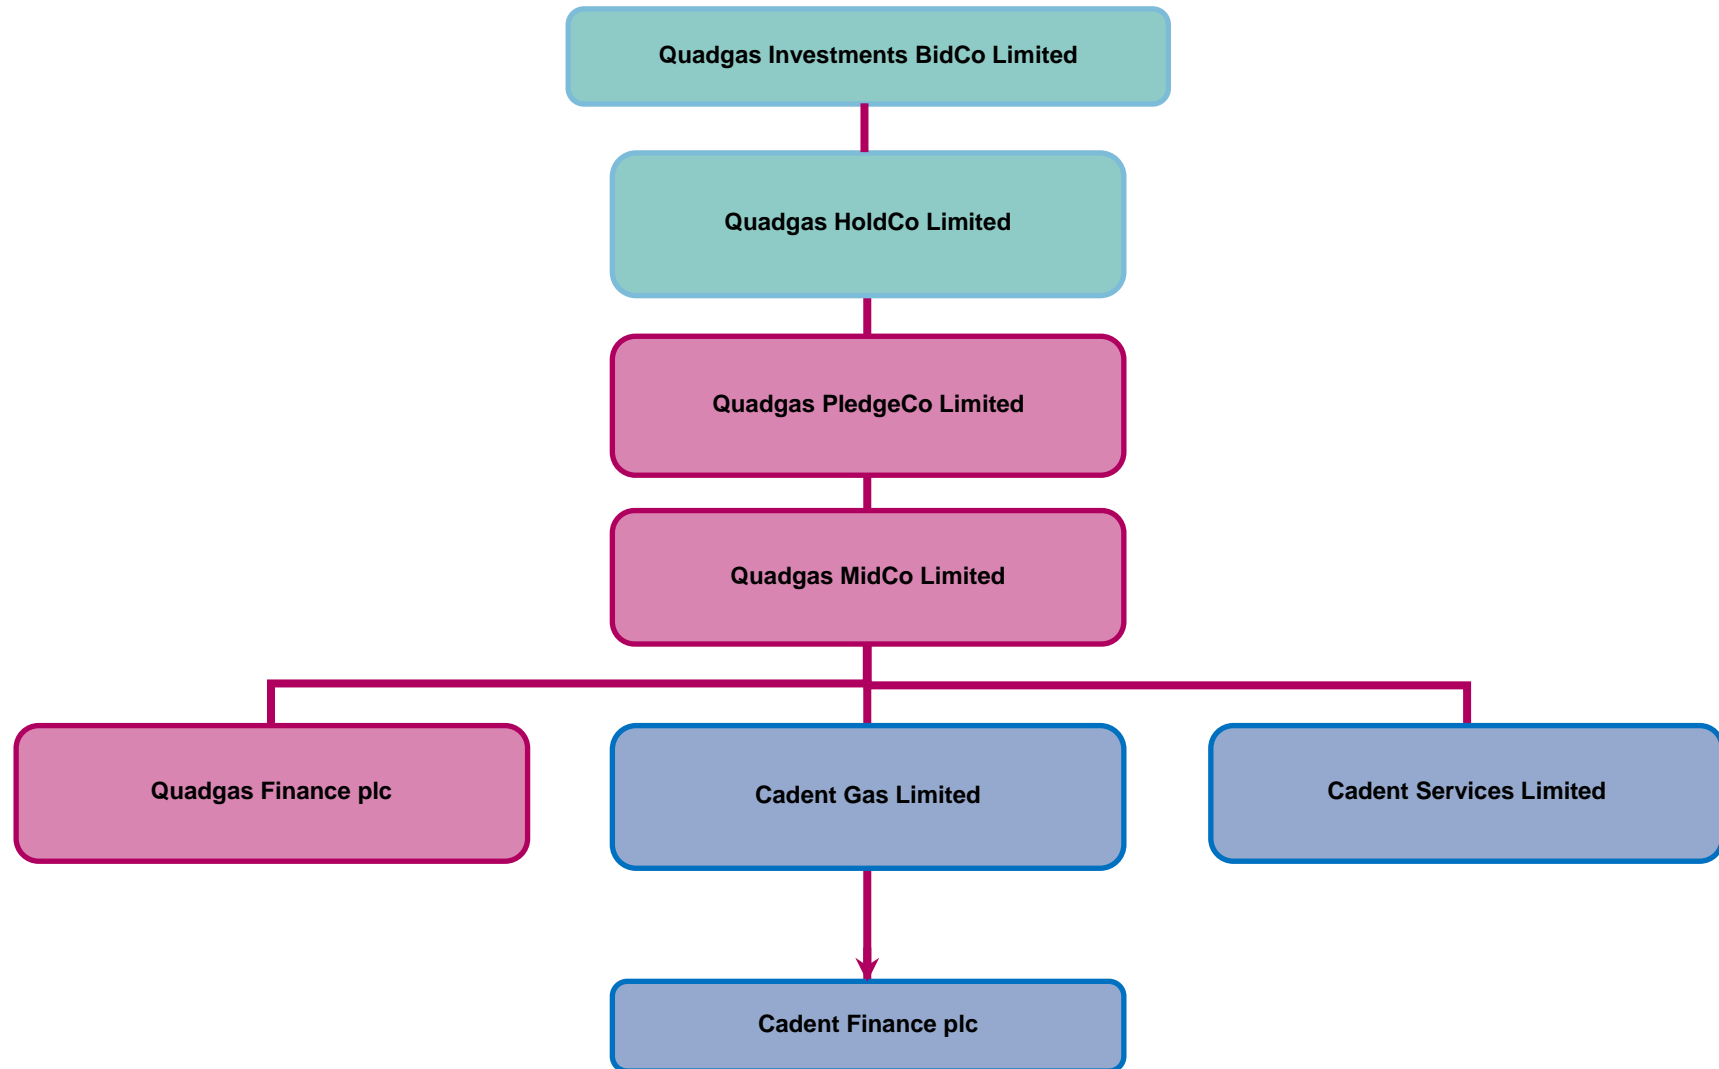 Quadgas Investments BidCo Limited
Quadgas HoldCo Limited
Quadgas PledgeCo Limited
Quadgas MidCo Limited
Quadgas Finance plc
Cadent Gas Limited
Cadent Services Limited
Cadent Finance plc